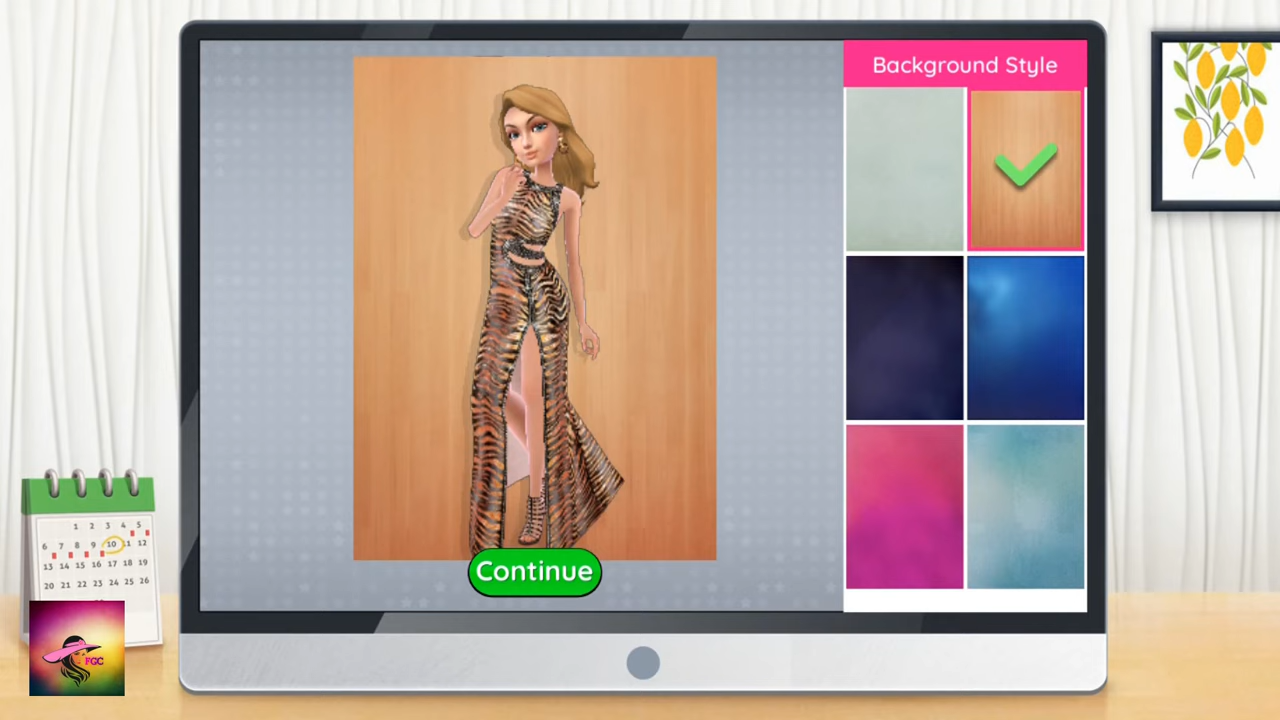 Background Style
Continue
1 2 3 4 5
6 7 8 9 10 11 12
13 14 15 16 17 18 19
20 21 22 23 24 25 26
FGC